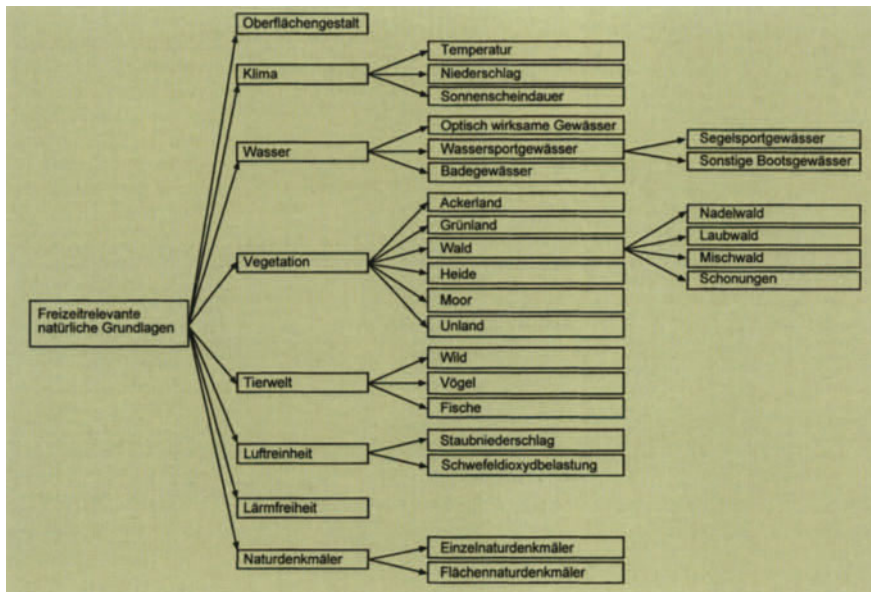 Freizeitrelevante
natürliche Grundlagen
Oberflächengestalt
Klima
Temperatur
Niederschlag
Sonnenscheindauer
Wasser
Optisch wirksame Gewässer
Wassersportgewässer
Segelsportgewässer
Sonstige Bootsgewässer
Badegewässer
Vegetation
Ackerland
Grünland
Wald
Nadelwald
Laubwald
Mischwald
Schonungen
Heide
Moor
Unland
Tierwelt
Wild
Vögel
Fische
Luftreinheit
Staubniederschlag
Schwefeldioxydbelastung
Lärmfreiheit
Naturdenkmäler
Einzelnaturdenkmäler
Flächennaturdenkmäler